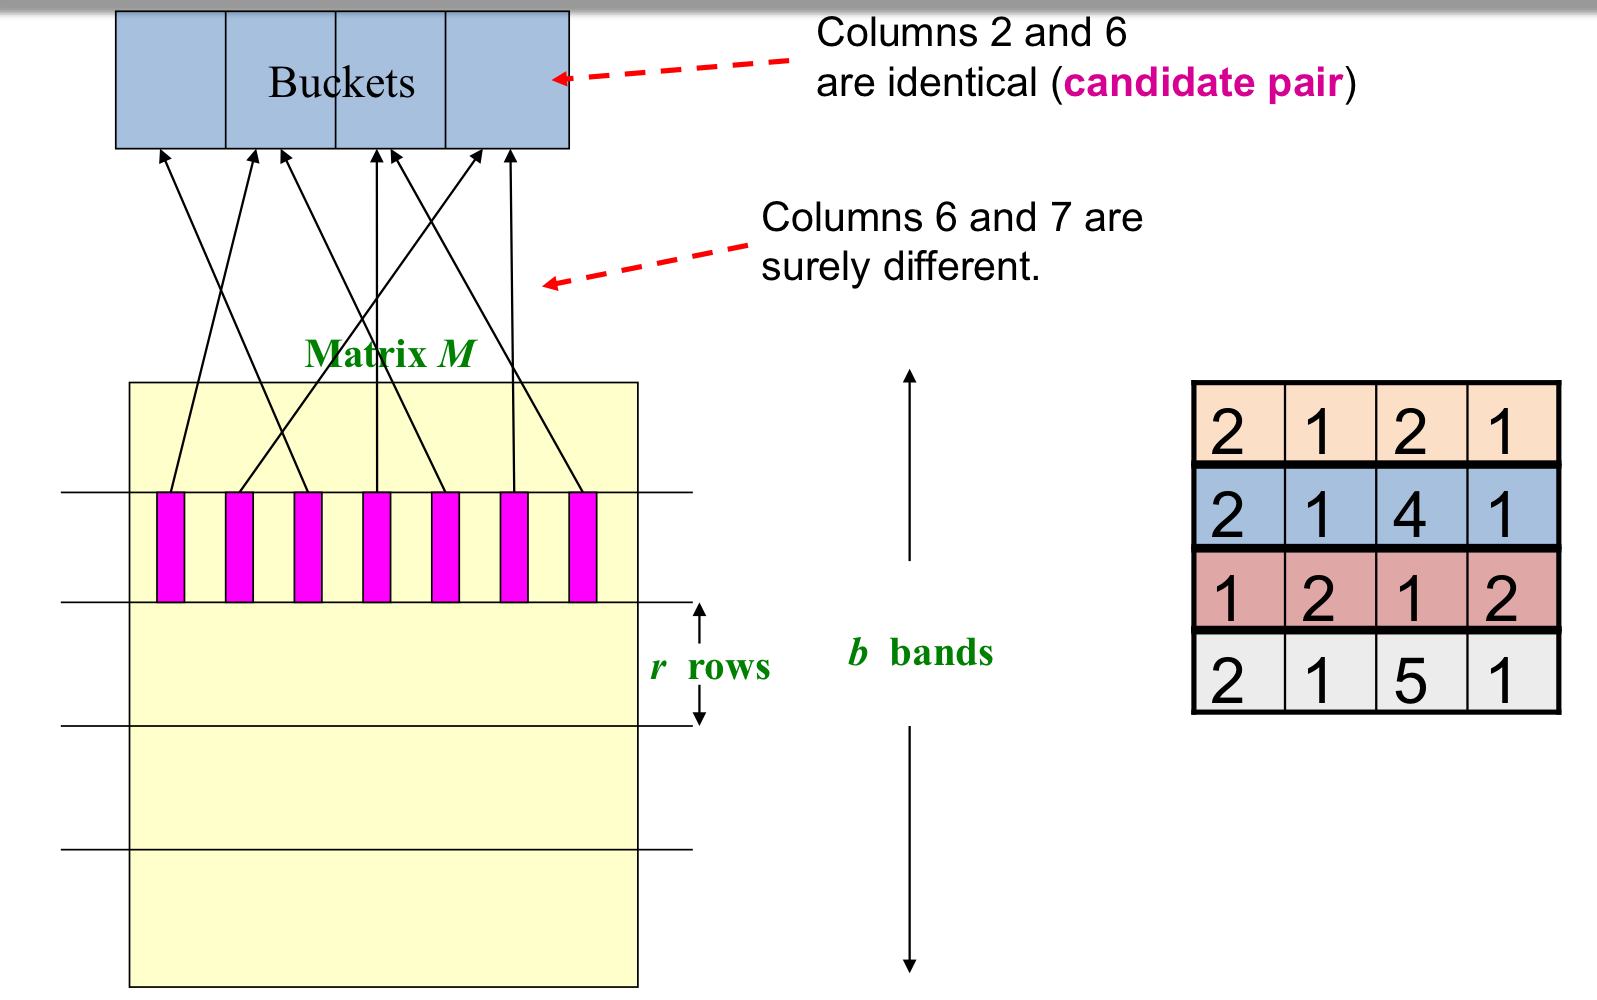 Columns 2 and 6
are identical (candidate pair)
Buckets
Columns 6 and 7 are
surely different.
Matrix M
r rows
b bands
2 1 2 1
2 1 4 1
1 2 1 2
2 1 5 1